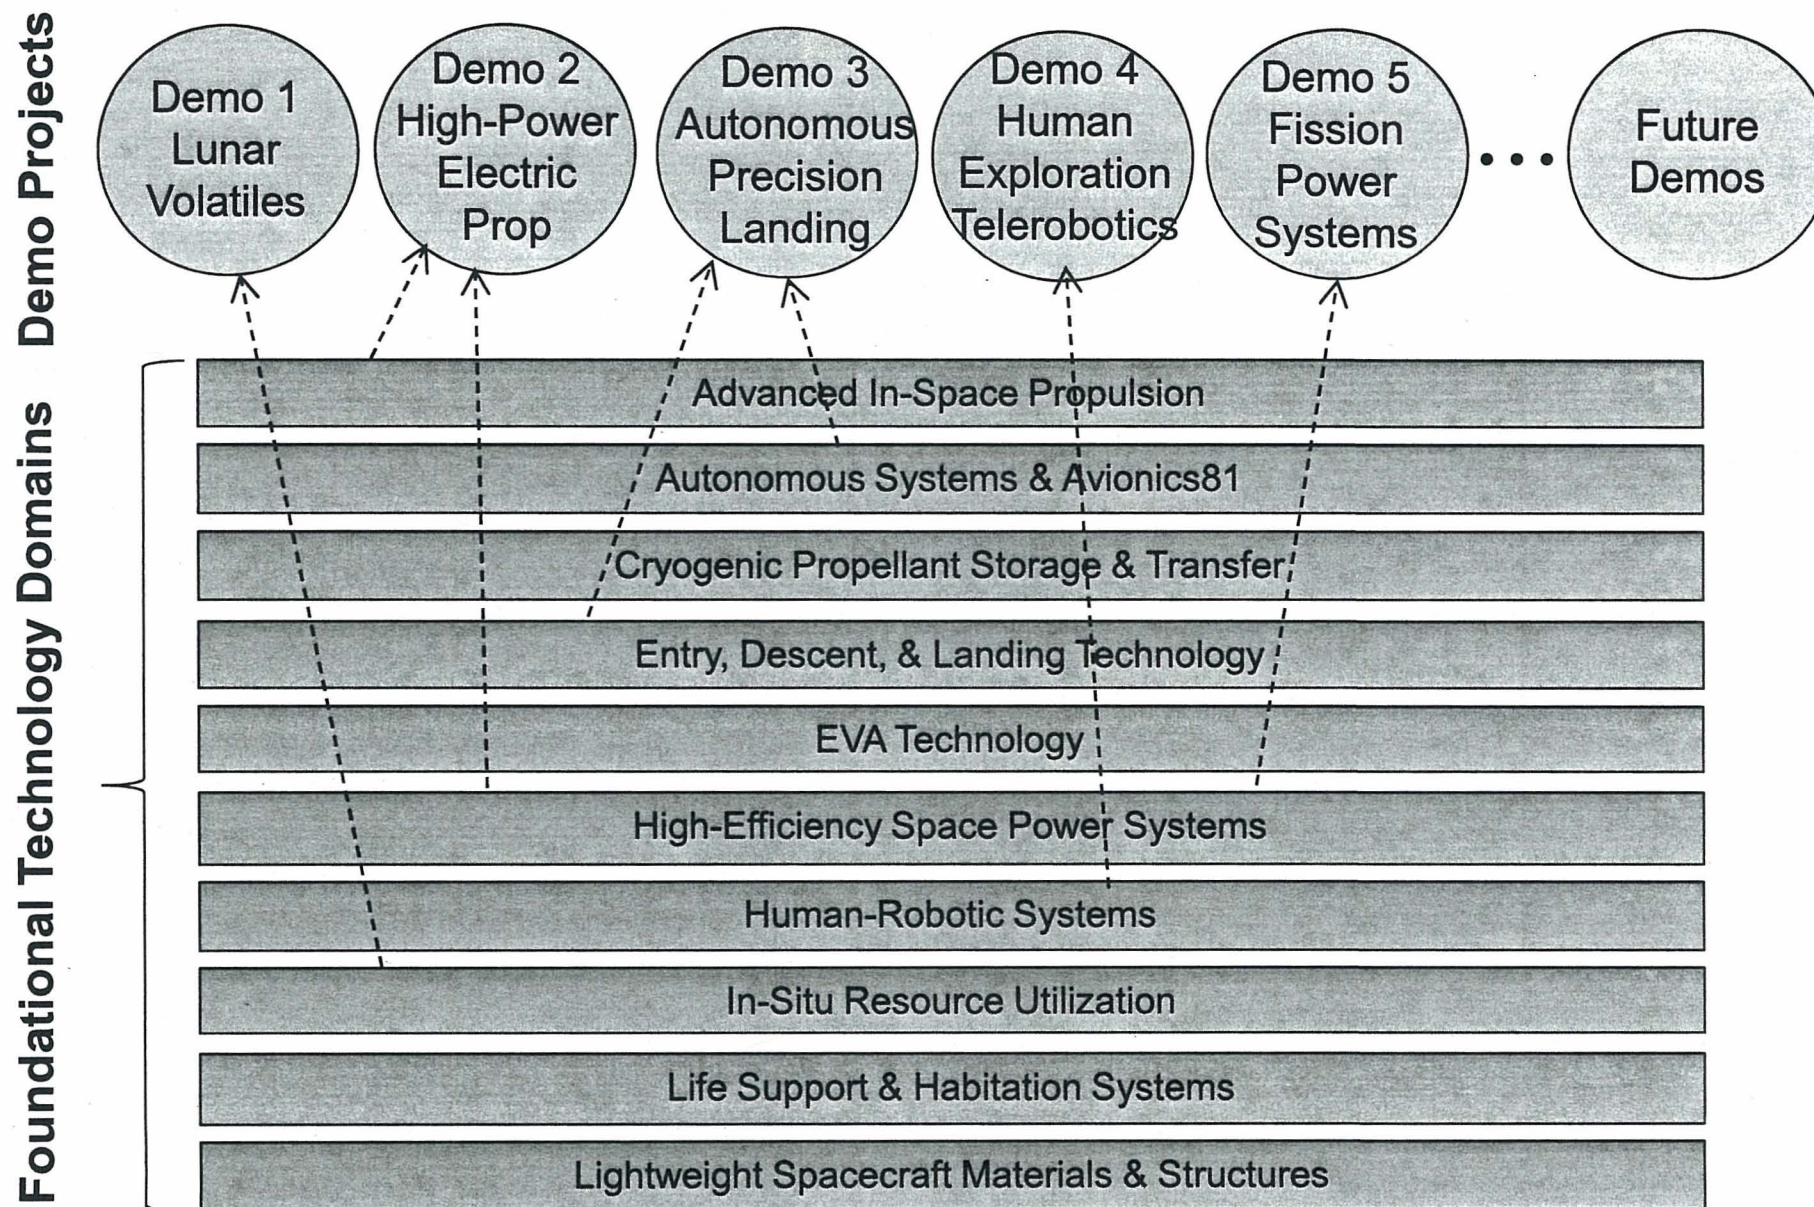 Demo Projects
Demo 1
Lunar
Volatiles
Demo 2
High-Power
Electric
Prop
Demo 3
Autonomous
Precision
Landing
Demo 4
Human
Exploration
Telerobotics
Demo 5
Fission
Power
Systems
Future
Demos
Foundational Technology Domains
Advanced In-Space Propulsion
Autonomous Systems & Avionics81
Cryogenic Propellant Storage & Transfer
Entry, Descent, & Landing Technology
EVA Technology
High-Efficiency Space Power Systems
Human-Robotic Systems
In-Situ Resource Utilization
Life Support & Habitation Systems
Lightweight Spacecraft Materials & Structures